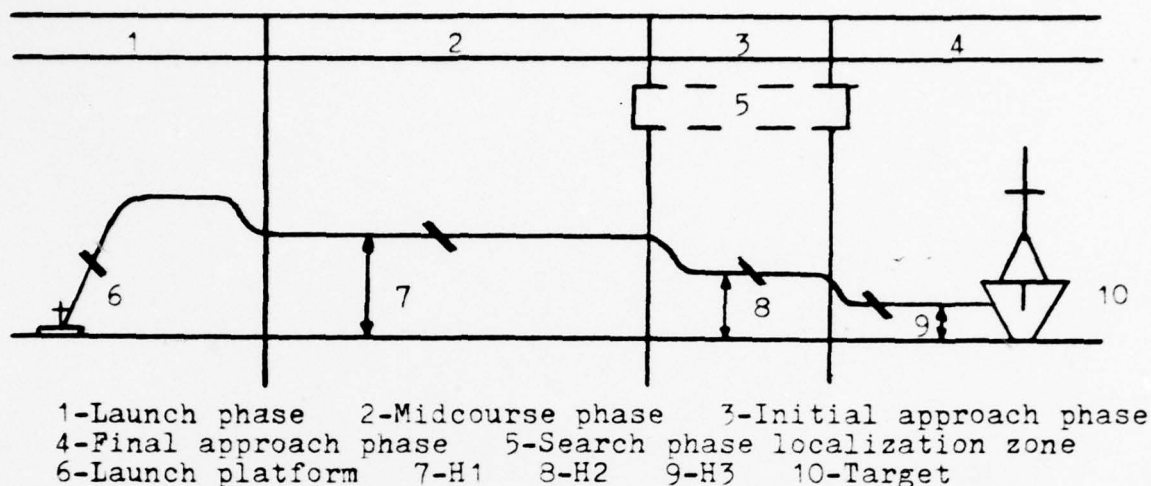 1 2 3 4
5
6 7 8 9 10
1-Launch phase 2-Midcourse phase 3-Initial approach phase
4-Final approach phase 5-Search phase localization zone
6-Launch platform 7-H1 8-H2 9-H3 10-Target